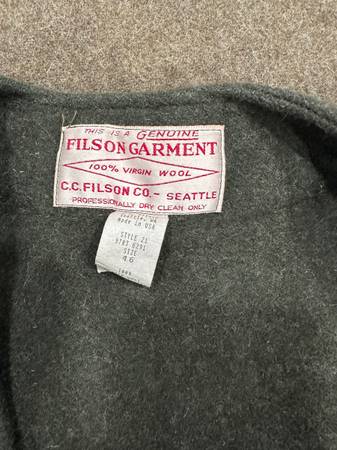 THIS IS A GENUINE
FILSON GARMENT
100% VIRGIN WOOL
C.C. FILSON CO. - SEATTLE
PROFESSIONALLY DRY CLEAN ONLY
Made in USA
STYLE 21
SIZE
46